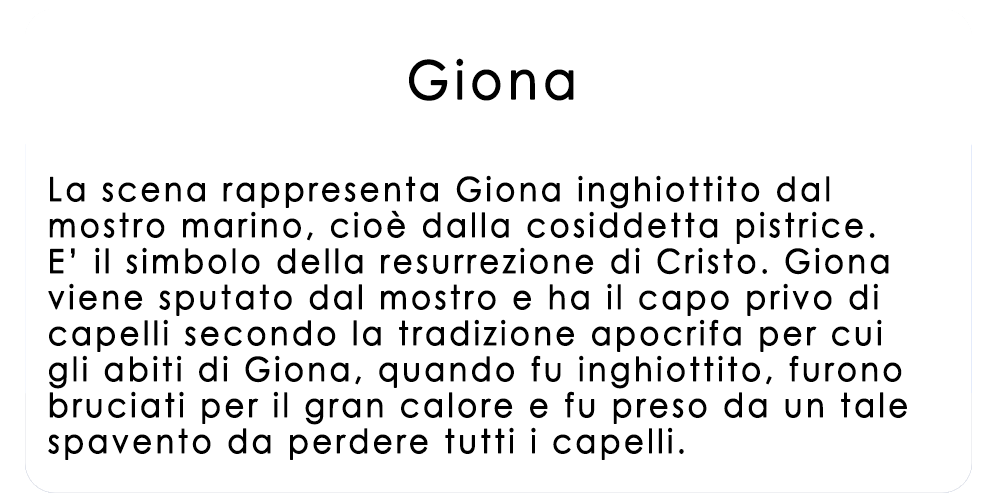 Giona
La scena rappresenta Giona inghiottito dal
mostro marino, cioè dalla cosiddetta pistrice.
E’ il simbolo della resurrezione di Cristo. Giona
viene sputato dal mostro e ha il capo privo di
capelli secondo la tradizione apocrifa per cui
gli abiti di Giona, quando fu inghiottito, furono
bruciati per il gran calore e fu preso da un tale
spavento da perdere tutti i capelli.